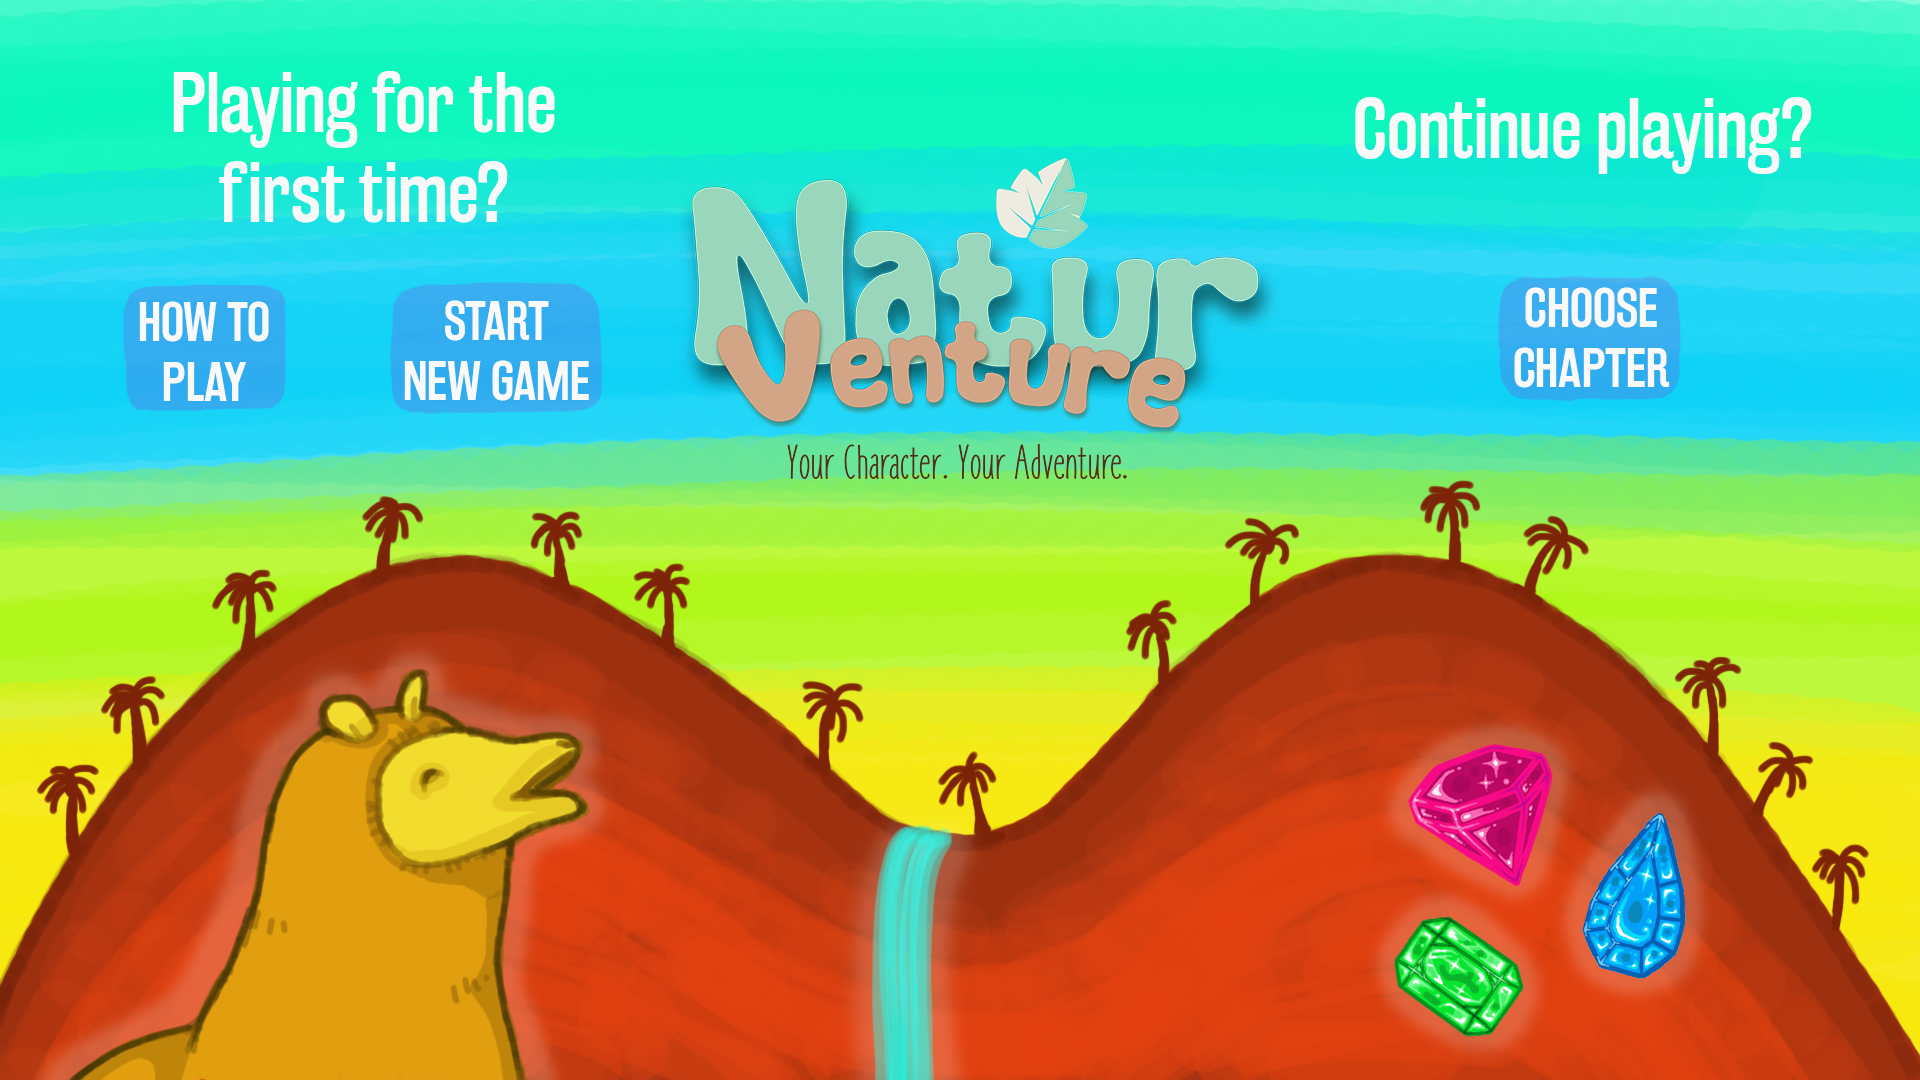 Playing for the
first time?
HOW TO
PLAY
START
NEW GAME
Natur
Venture
Your Character. Your Adventure.
Continue playing?
CHOOSE
CHAPTER